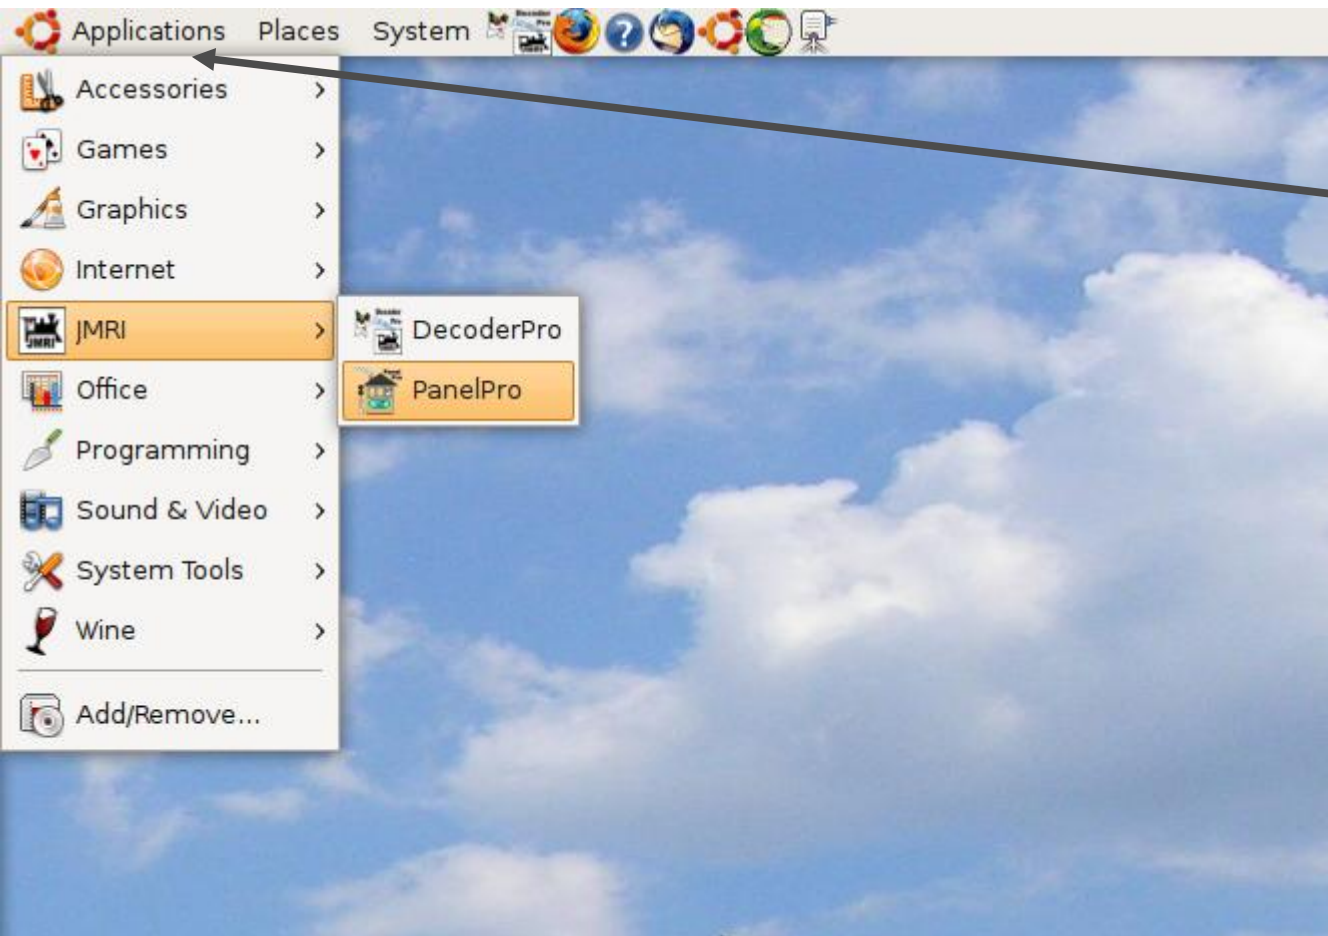 Applications Places System
Accessories
Games
Graphics
Internet
JMRI
DecoderPro
PanelPro
Office
Programming
Sound & Video
System Tools
Wine
Add/Remove...